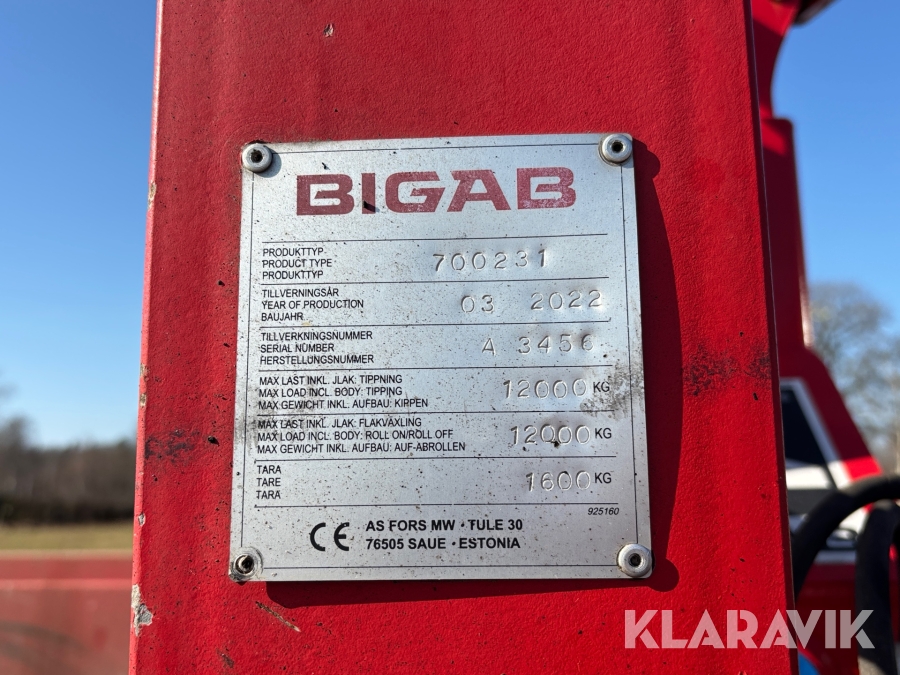 BIGAB
PRODUKTTYP
PRODUCT TYPE 700231
PRODUKTTYP
TILLVERNINGSÅR
YEAR OF PRODUCTION 03 2022
BAUJAHR
TILLVERKNINGSNUMMER
SERIAL NUMBER A 3456
HERSTELLUNGSNUMMER
MAX LAST INKL. JLAK: TIPPNING
MAX LOAD INCL. BODY: TIPPING 12000 KG
MAX GEWICHT INKL. AUFBAU: KIPPEN
MAX LAST INKL. JLAK: FLAKVÄXLING
MAX LOAD INCL. BODY: ROLL ON/ROLL OFF 12000 KG
MAX GEWICHT INKL. AUFBAU: AUF-ABROLLEN
TARA
TARE 1600 KG
TARA
925160
CE AS FORS MW · TULE 30
76505 SAUE · ESTONIA
KLARAVIK